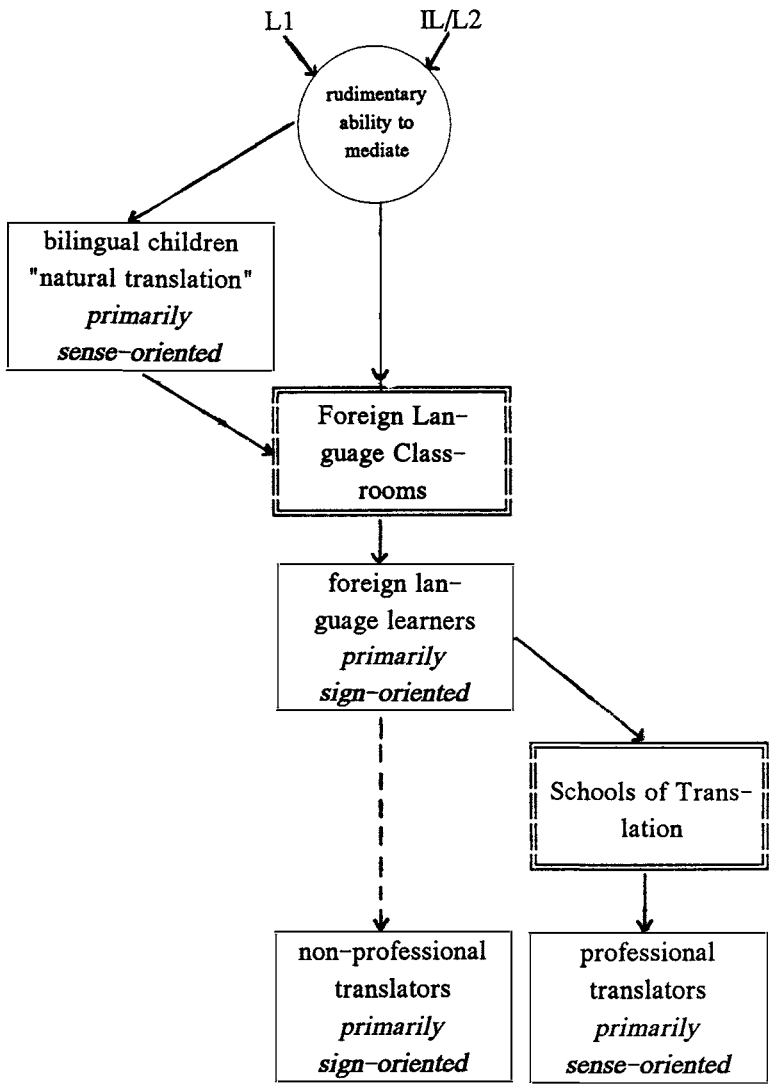 L1
IL/L2
rudimentary
ability to
mediate
bilingual children
"natural translation"
primarily
sense-oriented
Foreign Lan-
guage Class-
rooms
foreign lan-
guage learners
primarily
sign-oriented
Schools of Trans-
lation
non-professional
translators
primarily
sign-oriented
professional
translators
primarily
sense-oriented